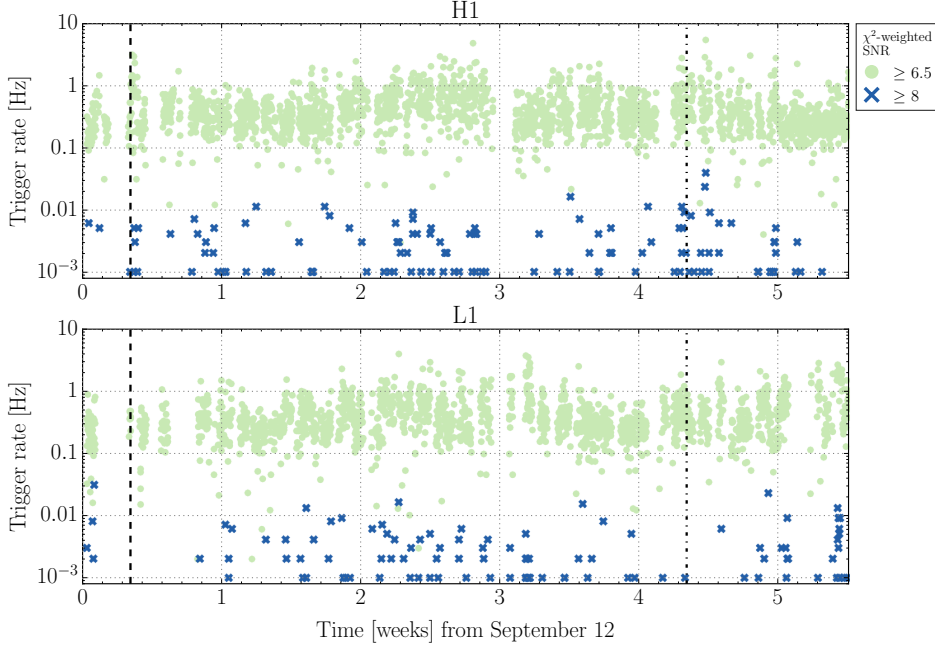 H1
χ²-weighted
SNR
≥ 6.5
≥ 8
Trigger rate [Hz]
10
1
0.1
0.01
10⁻³
0 1 2 3 4 5
L1
Trigger rate [Hz]
10
1
0.1
0.01
10⁻³
0 1 2 3 4 5
Time [weeks] from September 12